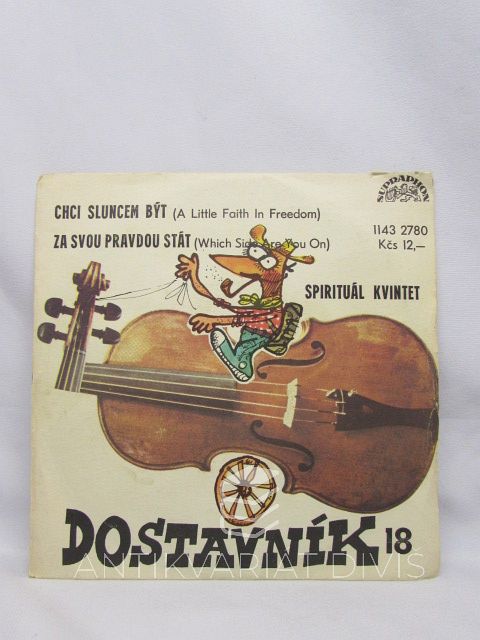 SUPRAPHON
CHCI SLUNCEM BÝT (A Little Faith In Freedom)
1143 2780
ZA SVOU PRAVDOU STÁT (Which Side Are You On)
Kčs 12,—
SPIRITUÁL KVINTET
DOSTAVNÍK 18
ANTIKVARIÁT DIVIŠ